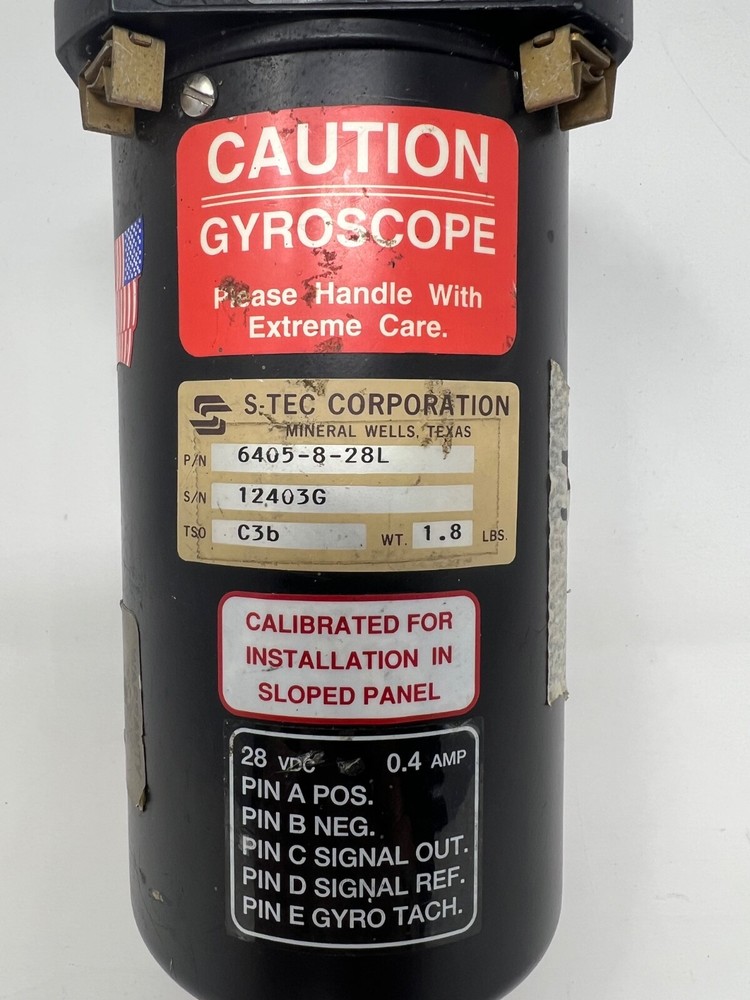 CAUTION
GYROSCOPE
Please Handle With
Extreme Care.
S-TEC CORPORATION
MINERAL WELLS, TEXAS
P/N 6405-8-28L
S/N 12403G
TSO C3b WT. 1.8 LBS.
CALIBRATED FOR
INSTALLATION IN
SLOPED PANEL
28 VDC 0.4 AMP
PIN A POS.
PIN B NEG.
PIN C SIGNAL OUT.
PIN D SIGNAL REF.
PIN E GYRO TACH.